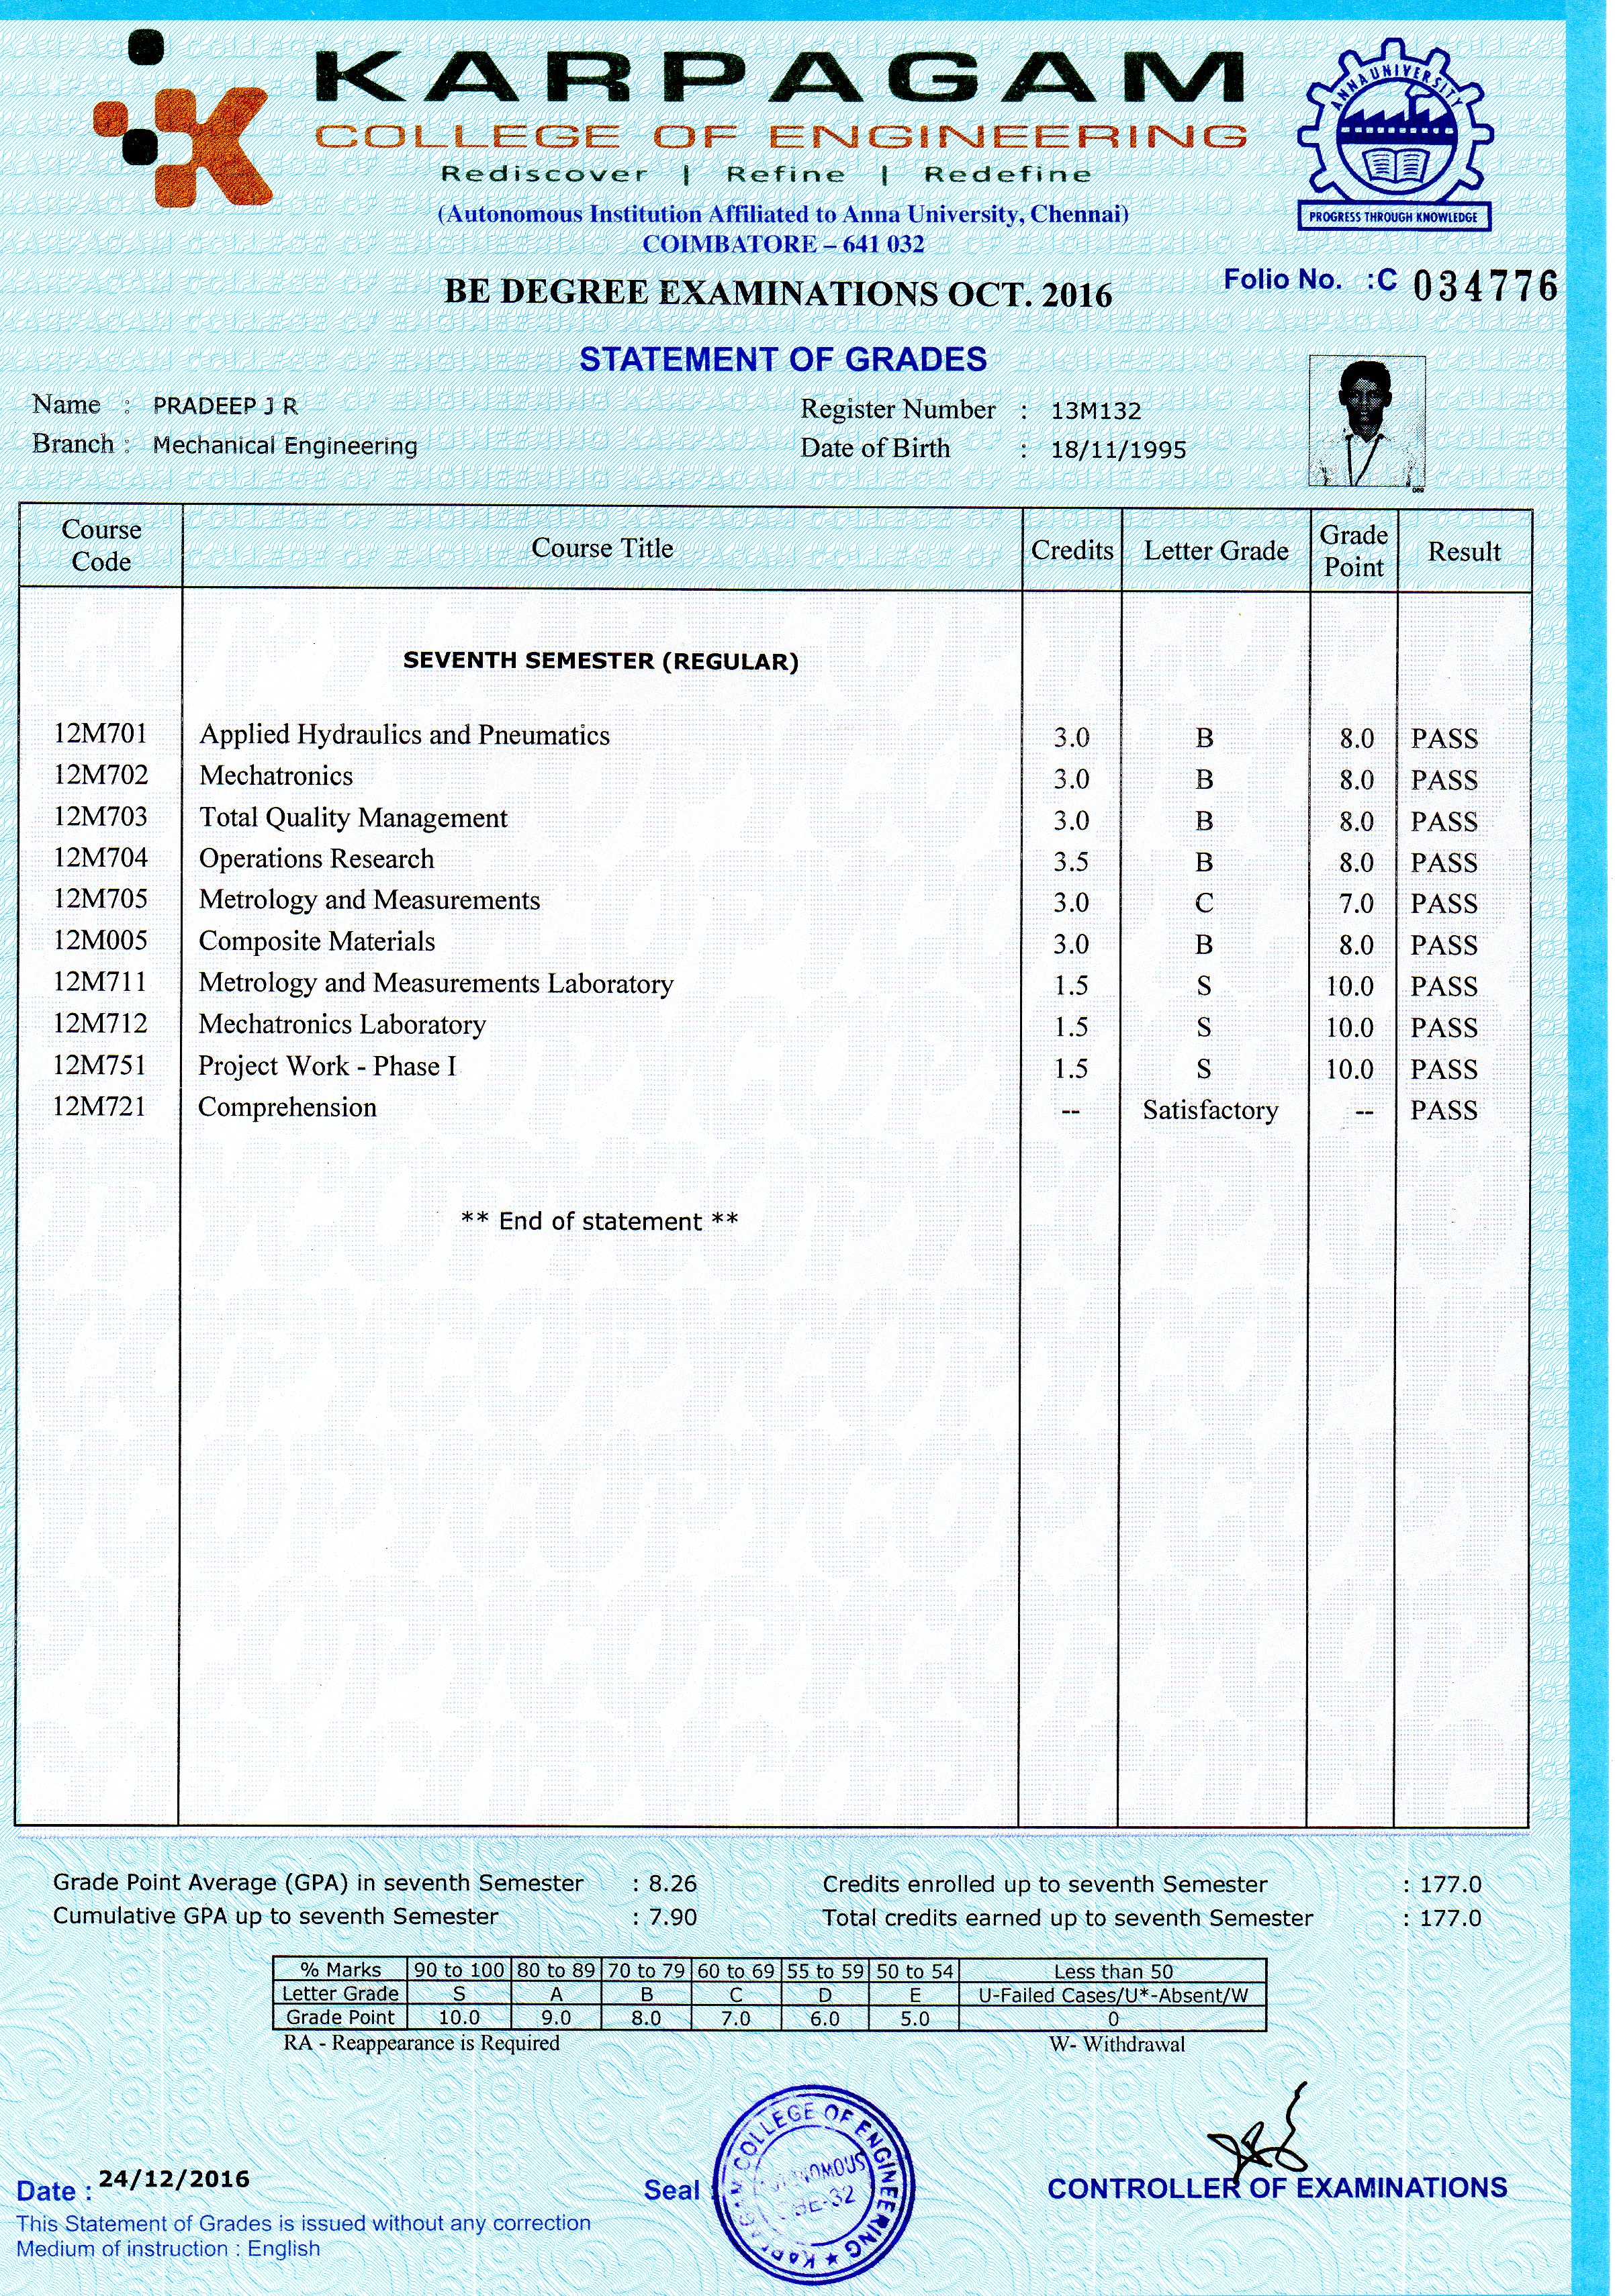 KARPAGAM
COLLEGE OF ENGINEERING
Rediscover | Refine | Redefine
(Autonomous Institution Affiliated to Anna University, Chennai)
COIMBATORE – 641 032
ANNA UNIVERSITY
PROGRESS THROUGH KNOWLEDGE
BE DEGREE EXAMINATIONS OCT. 2016
Folio No. :C 034776
STATEMENT OF GRADES
Name : PRADEEP J R
Register Number : 13M132
Branch : Mechanical Engineering
Date of Birth : 18/11/1995
Course Code Course Title Credits Letter Grade Grade Point Result
SEVENTH SEMESTER (REGULAR)
12M701 Applied Hydraulics and Pneumatics 3.0 B 8.0 PASS
12M702 Mechatronics 3.0 B 8.0 PASS
12M703 Total Quality Management 3.0 B 8.0 PASS
12M704 Operations Research 3.5 B 8.0 PASS
12M705 Metrology and Measurements 3.0 C 7.0 PASS
12M005 Composite Materials 3.0 B 8.0 PASS
12M711 Metrology and Measurements Laboratory 1.5 S 10.0 PASS
12M712 Mechatronics Laboratory 1.5 S 10.0 PASS
12M751 Project Work - Phase I 1.5 S 10.0 PASS
12M721 Comprehension -- Satisfactory -- PASS
** End of statement **
Grade Point Average (GPA) in seventh Semester : 8.26 Credits enrolled up to seventh Semester : 177.0
Cumulative GPA up to seventh Semester : 7.90 Total credits earned up to seventh Semester : 177.0
% Marks 90 to 100 80 to 89 70 to 79 60 to 69 55 to 59 50 to 54 Less than 50
Letter Grade S A B C D E U-Failed Cases/U*-Absent/W
Grade Point 10.0 9.0 8.0 7.0 6.0 5.0 0
RA - Reappearance is Required W- Withdrawal
Date : 24/12/2016
Seal :
KARPAGAM COLLEGE OF ENGINEERING ★
AUTONOMOUS
CBE-32
CONTROLLER OF EXAMINATIONS
This Statement of Grades is issued without any correction
Medium of instruction : English